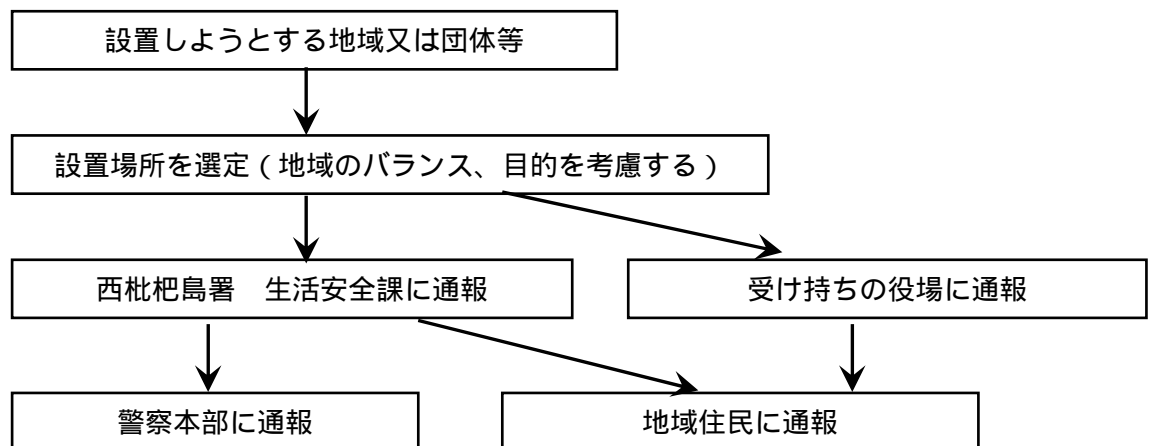 設置しようとする地域又は団体等
設置場所を選定(地域のバランス、目的を考慮する)
西枇杷島署　生活安全課に通報
受け持ちの役場に通報
警察本部に通報
地域住民に通報